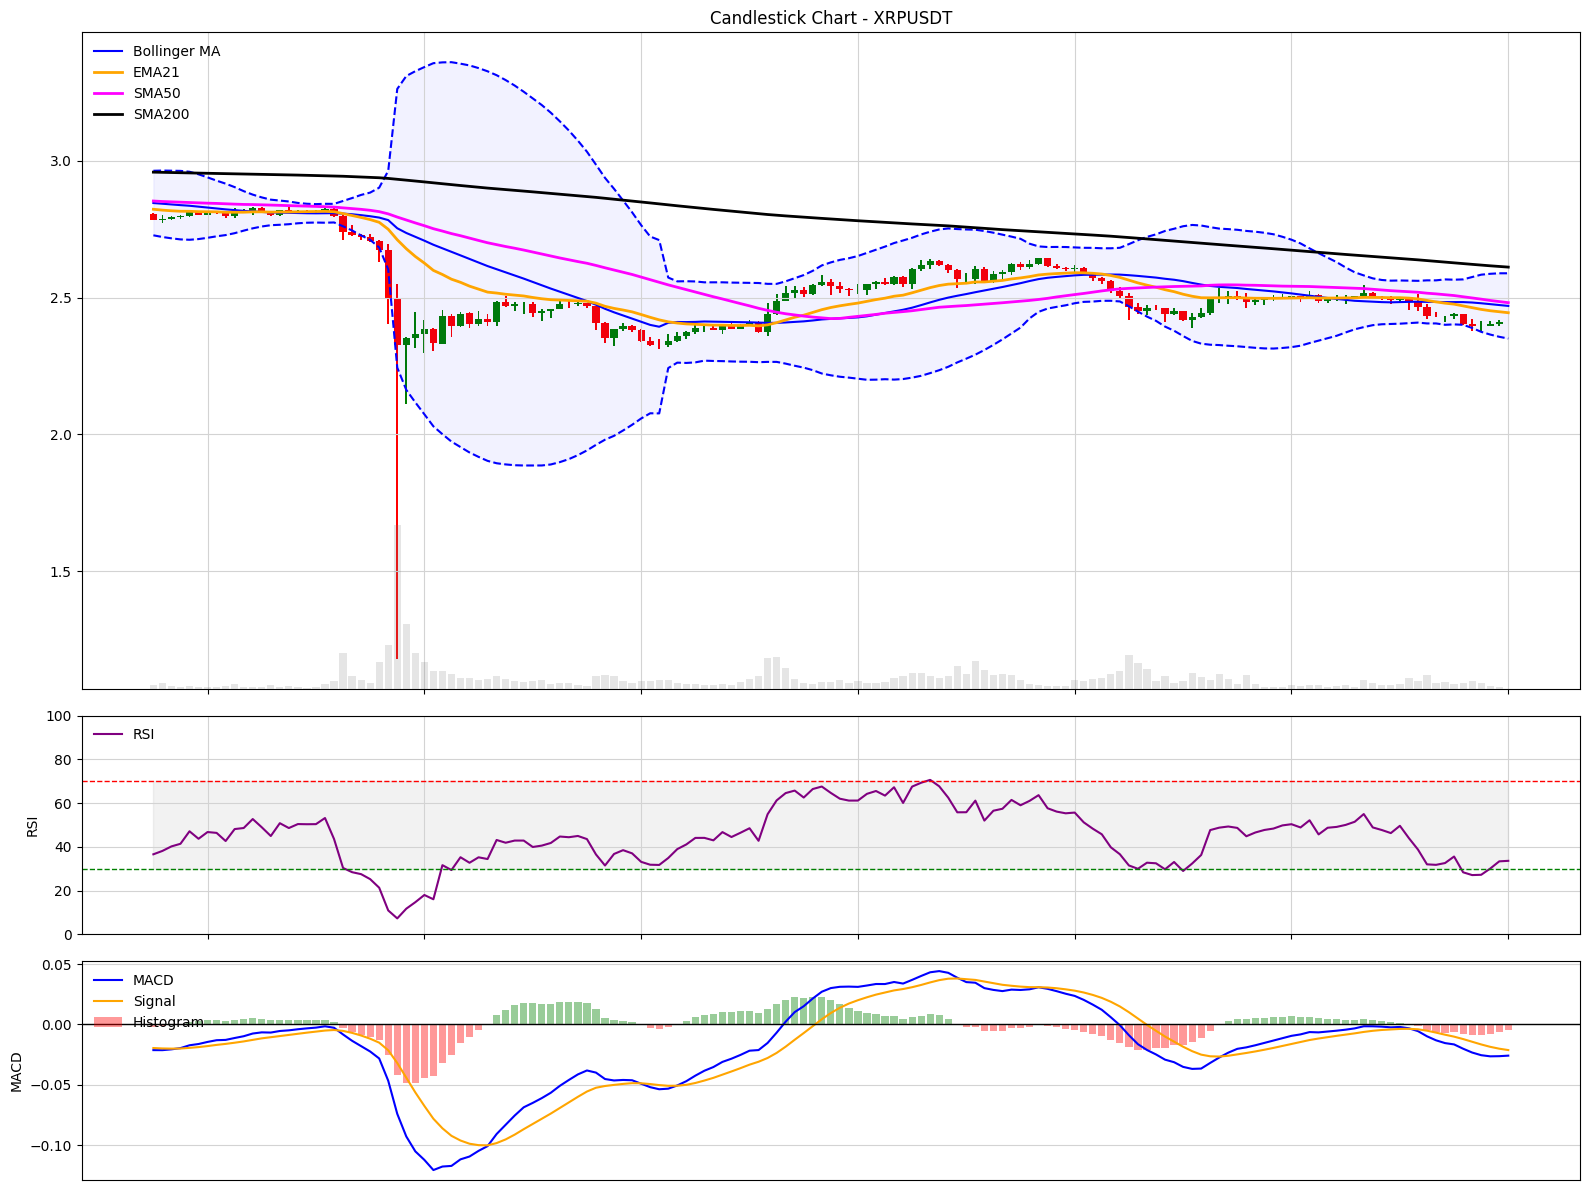 Candlestick Chart - XRPUSDT
Bollinger MA
EMA21
SMA50
SMA200
3.0
2.5
2.0
1.5
100
RSI
80
60
RSI
40
20
0
0.05
MACD
Signal
0.00
Histogram
MACD
−0.05
−0.10